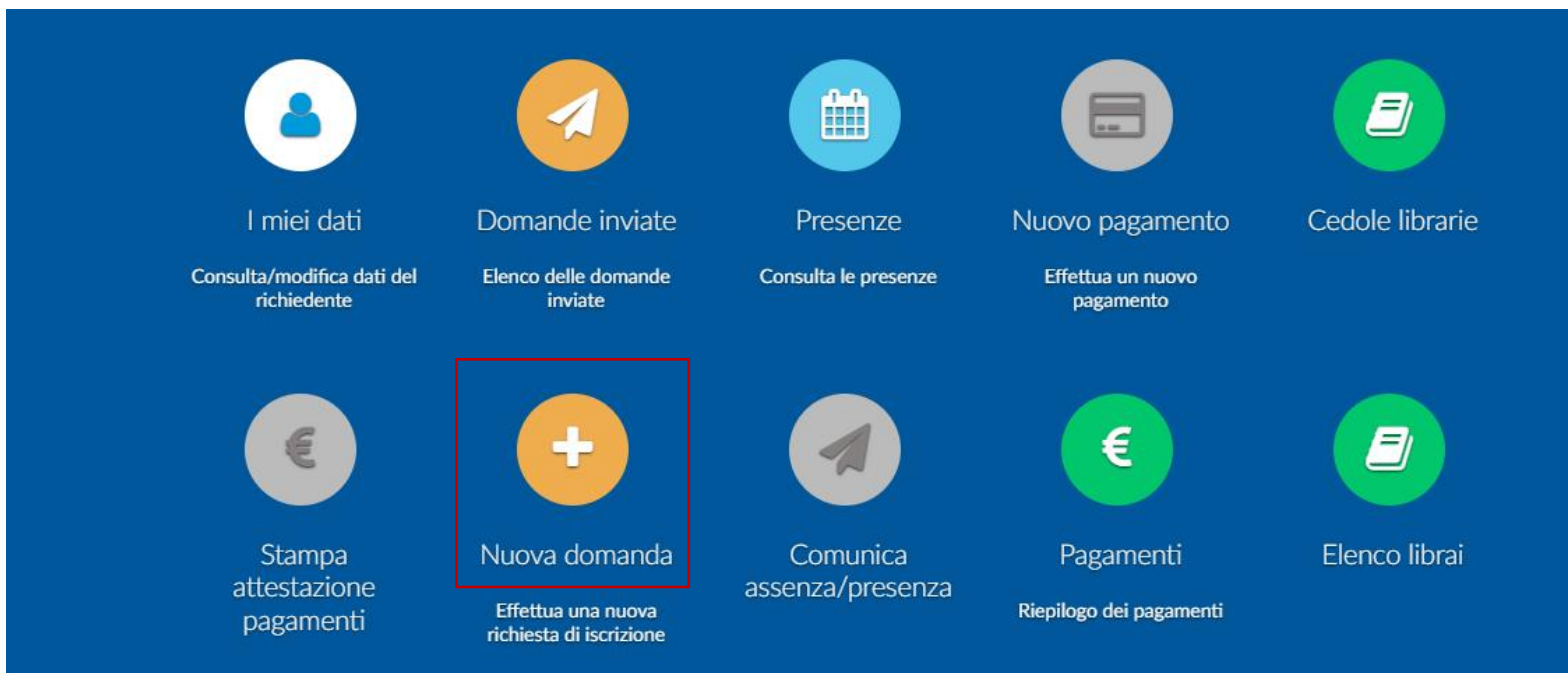 I miei dati
Consulta/modifica dati del
richiedente
Domande inviate
Elenco delle domande
inviate
Presenze
Consulta le presenze
Nuovo pagamento
Effettua un nuovo
pagamento
Cedole librarie
€
Stampa
attestazione
pagamenti
Nuova domanda
Effettua una nuova
richiesta di iscrizione
Comunica
assenza/presenza
€
Pagamenti
Riepilogo dei pagamenti
Elenco librai